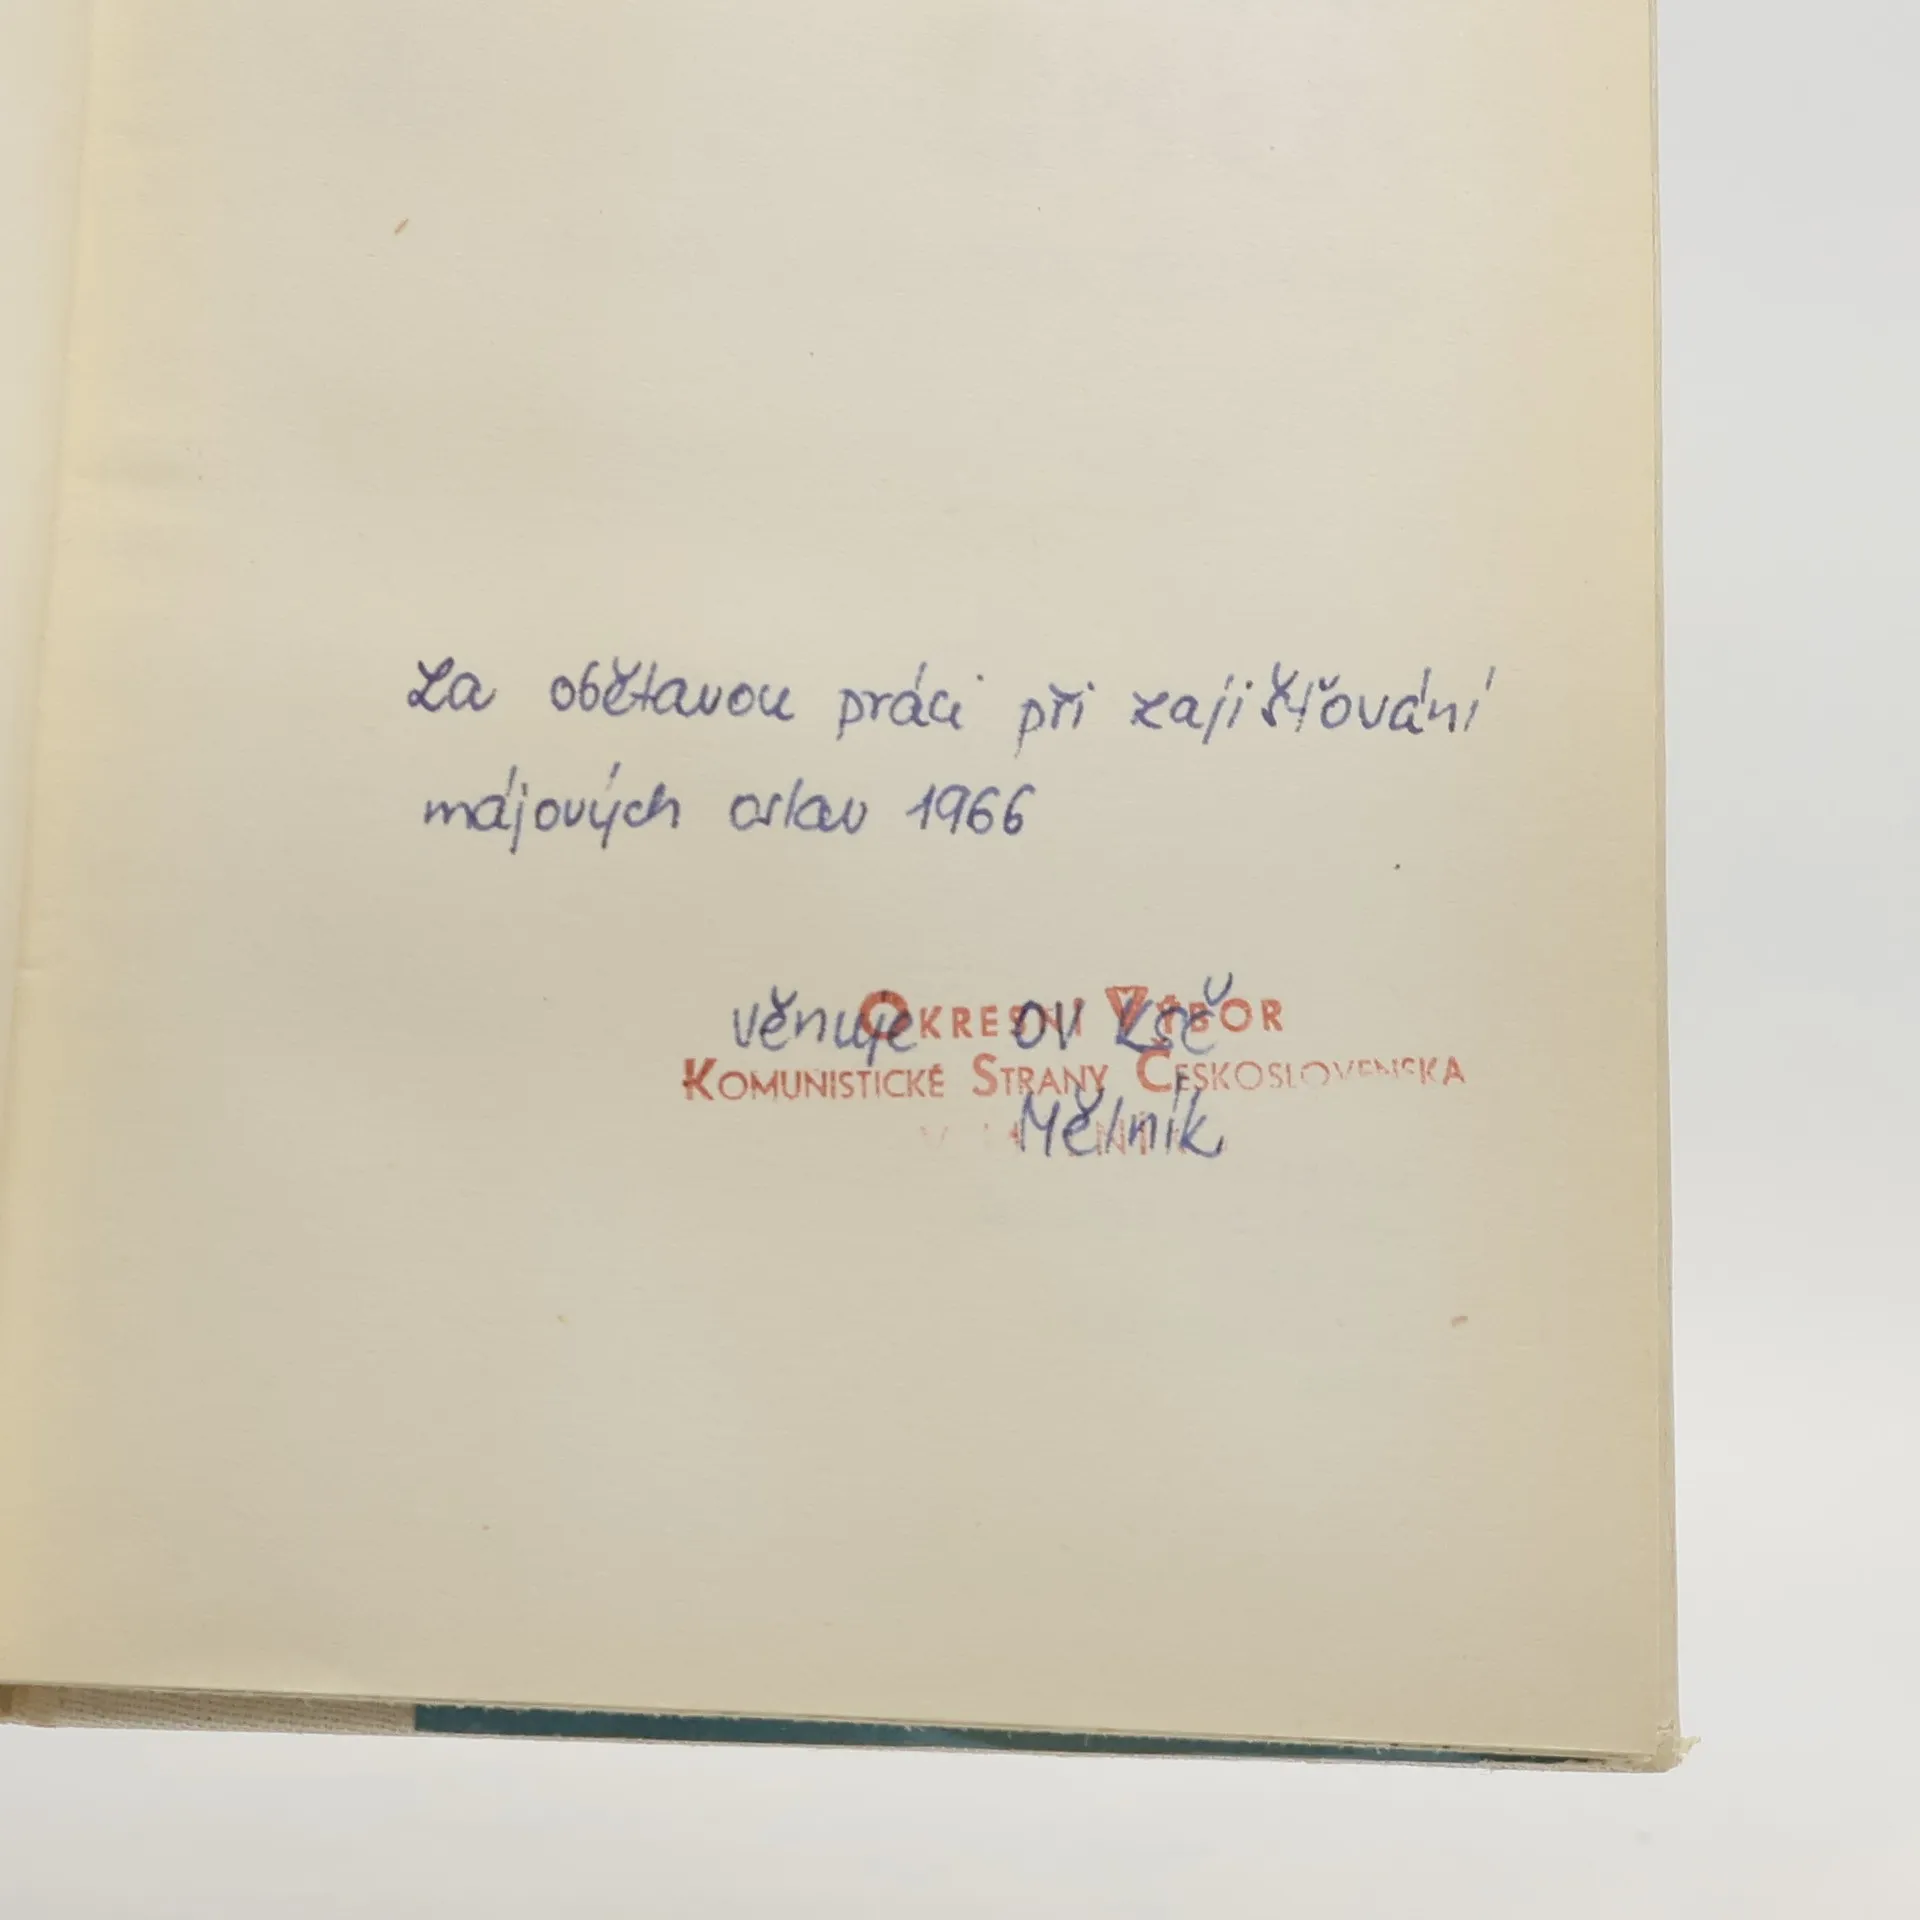 Za obětavou práci při zajišťování
májových oslav 1966
věnuje OV KSČ
Mělník
OKRESNÍ VÝBOR
KOMUNISTICKÉ STRANY ČESKOSLOVENSKA